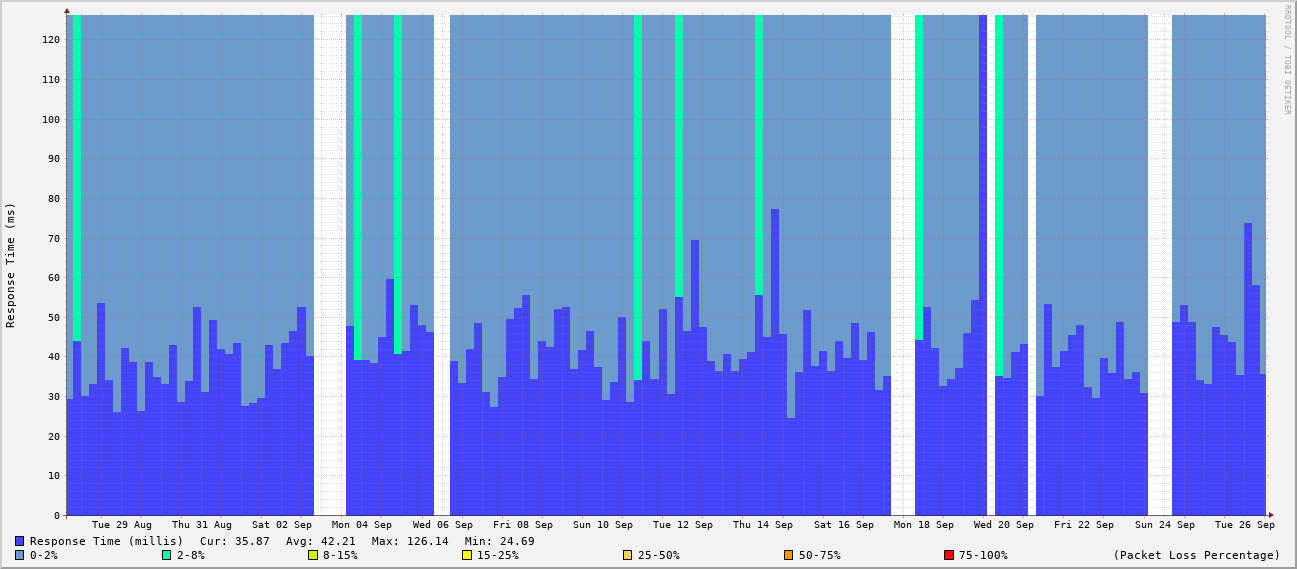 RRDTOOL / TOBI OETIKER
Response Time (ms)
120
110
100
90
80
70
60
50
40
30
20
10
0
Tue 29 Aug Thu 31 Aug Sat 02 Sep Mon 04 Sep Wed 06 Sep Fri 08 Sep Sun 10 Sep Tue 12 Sep Thu 14 Sep Sat 16 Sep Mon 18 Sep Wed 20 Sep Fri 22 Sep Sun 24 Sep Tue 26 Sep
Response Time (millis) Cur: 35.87 Avg: 42.21 Max: 126.14 Min: 24.69
0-2% 2-8% 8-15% 15-25% 25-50% 50-75% 75-100% (Packet Loss Percentage)